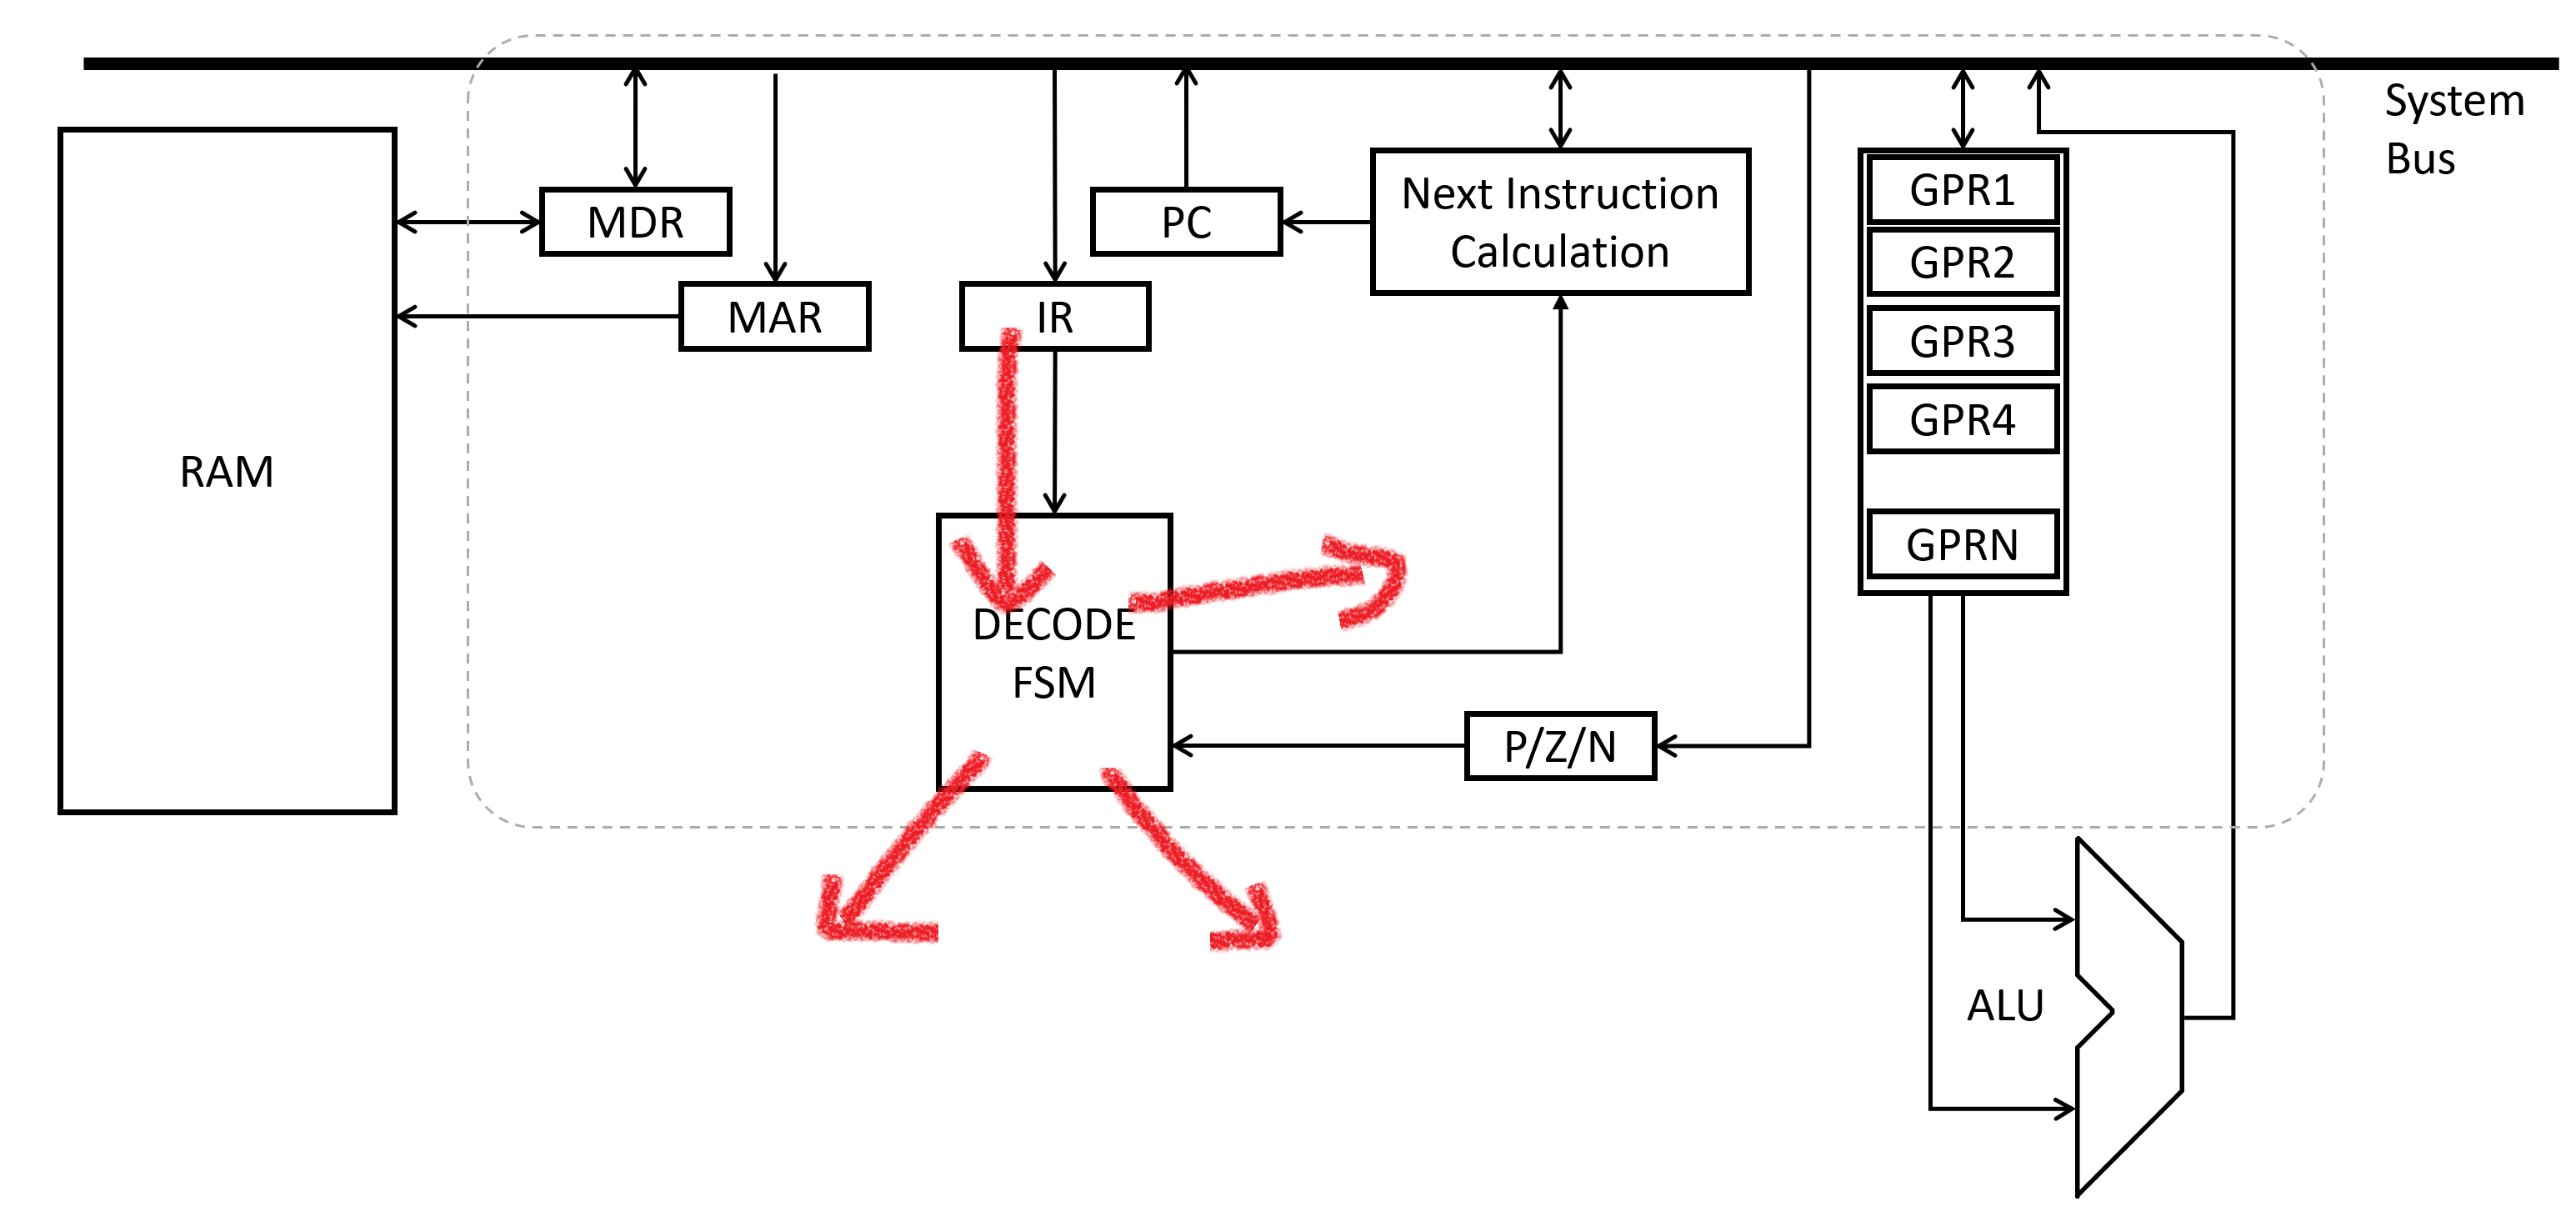 System
Bus
MDR
PC
Next Instruction
Calculation
GPR1
GPR2
MAR
IR
GPR3
GPR4
RAM
GPRN
DECODE
FSM
P/Z/N
ALU